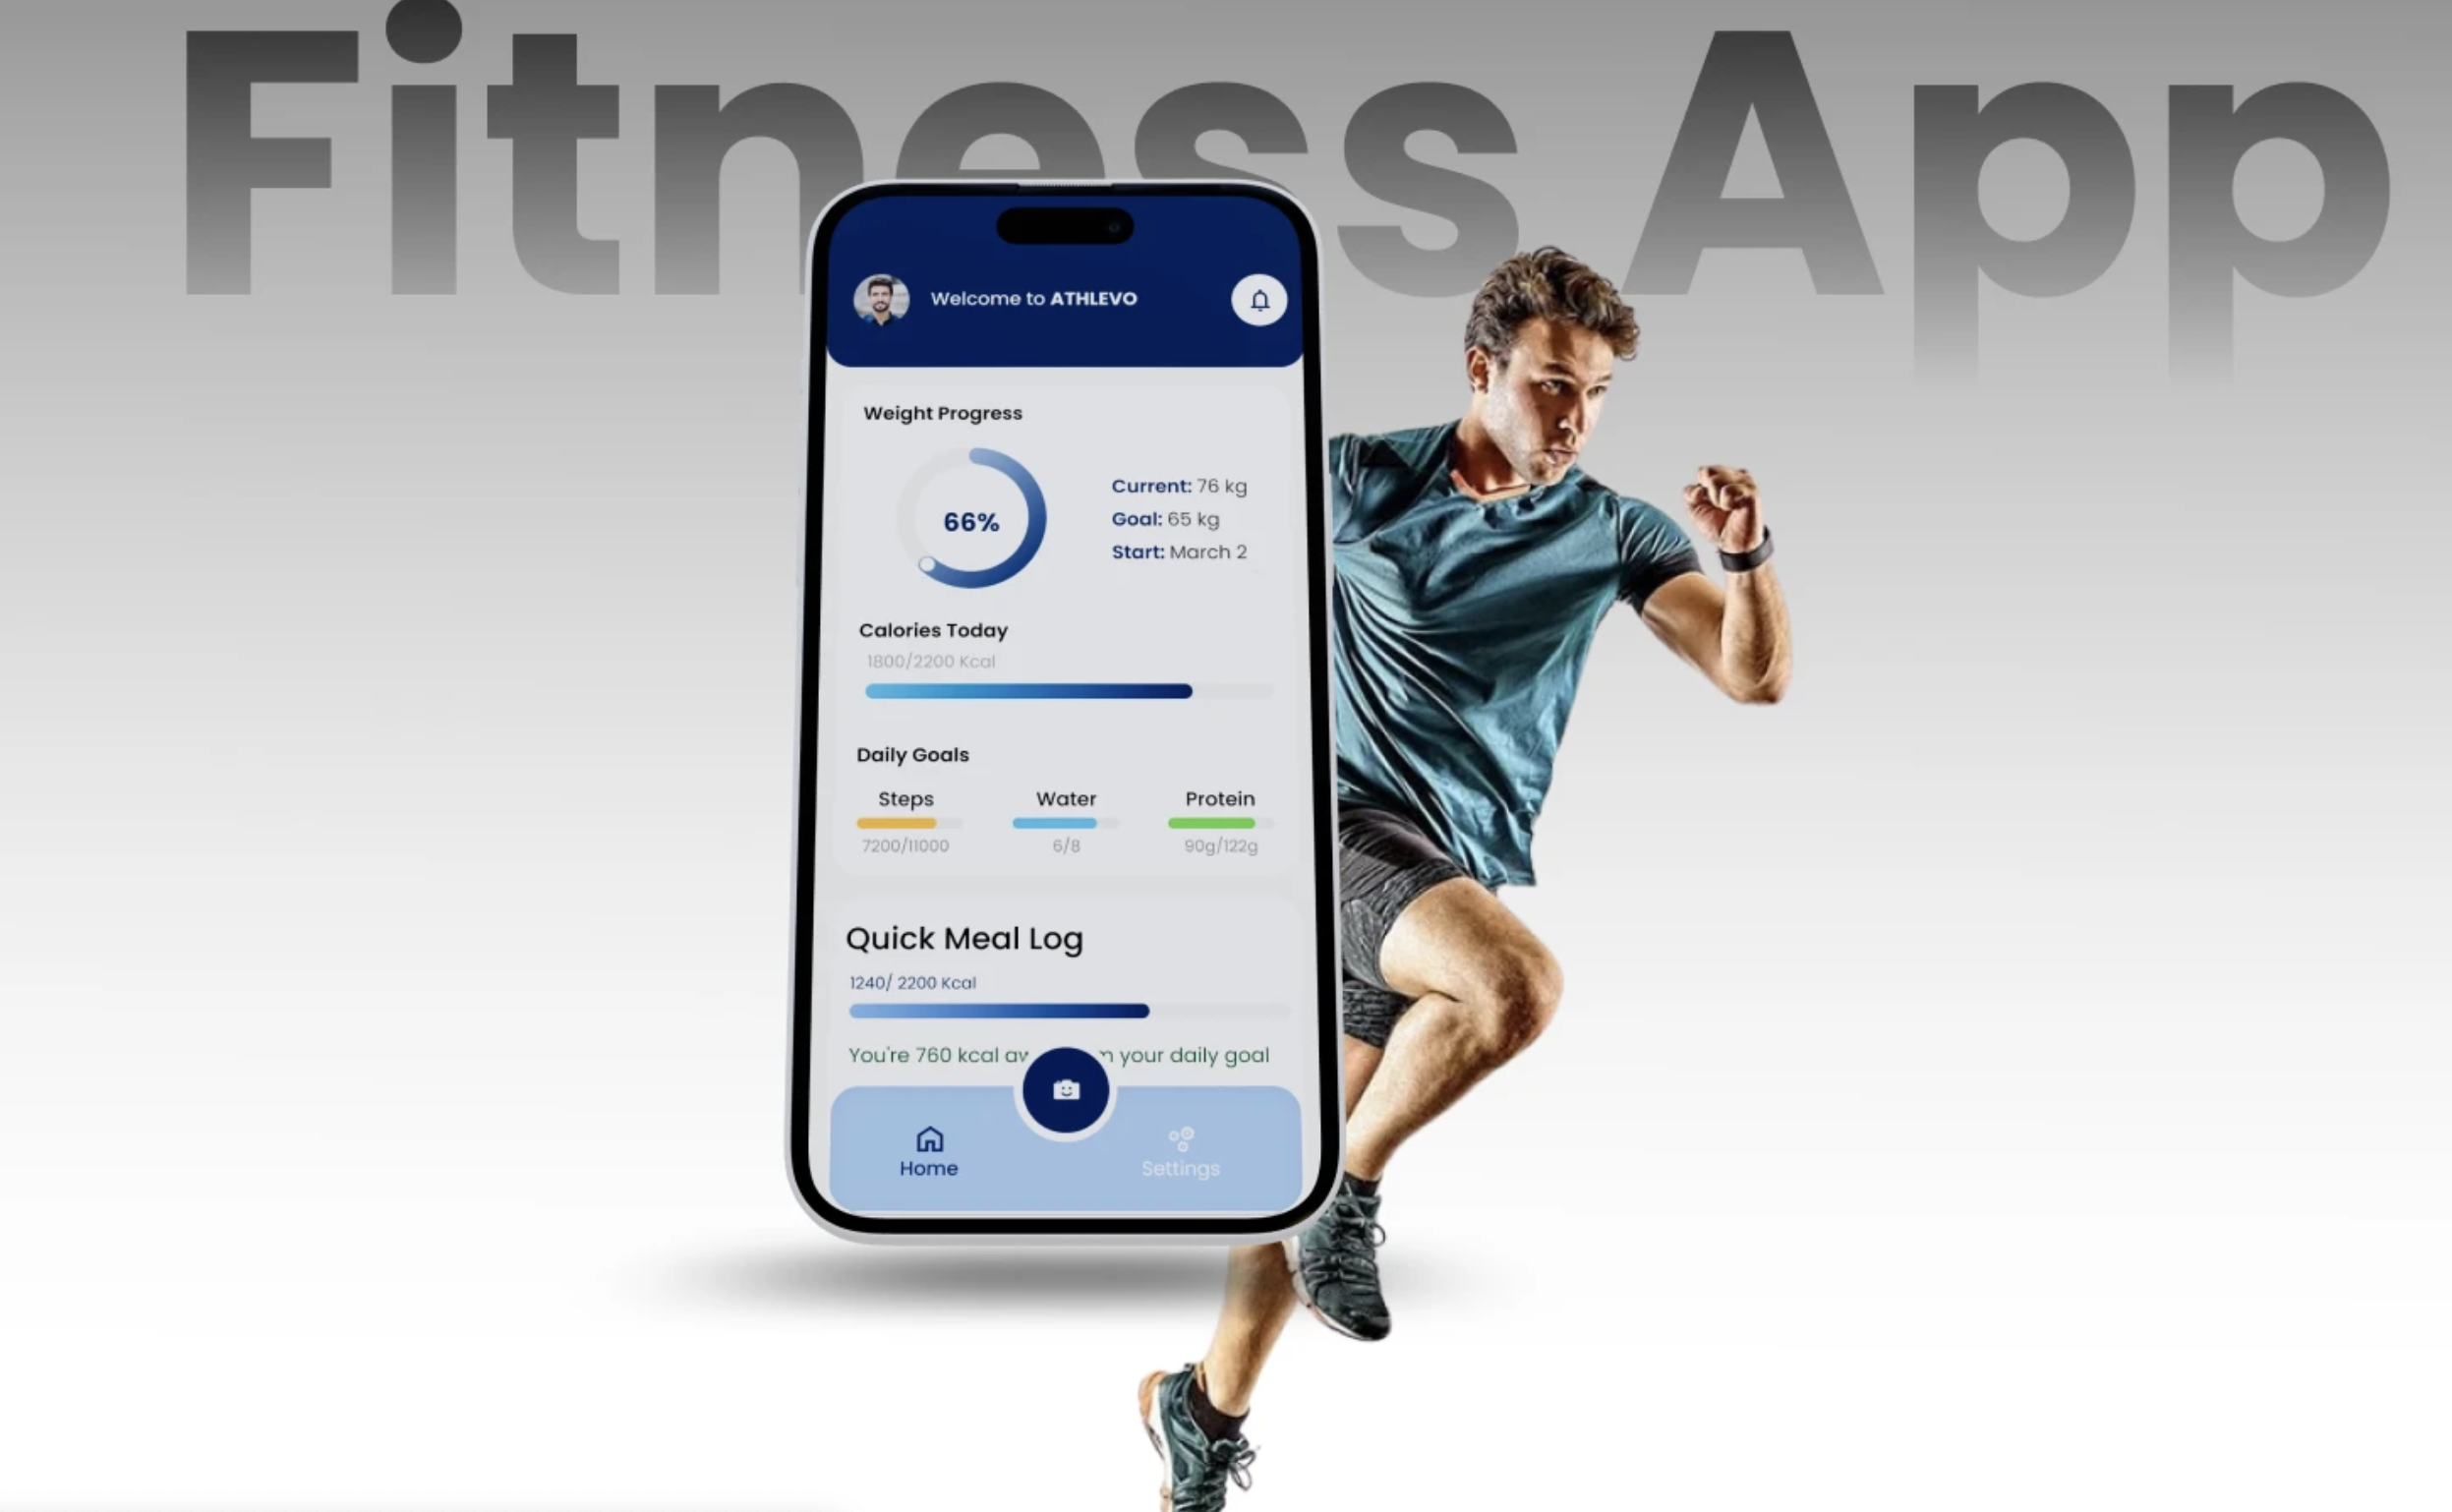 Fitness App
Welcome to ATHLEVO
Weight Progress
66%
Current: 76 kg
Goal: 65 kg
Start: March 2
Calories Today
1800/2200 Kcal
Daily Goals
Steps
Water
Protein
7200/11000
6/8
90g/122g
Quick Meal Log
1240/ 2200 Kcal
You're 760 kcal your daily goal
Home
Settings